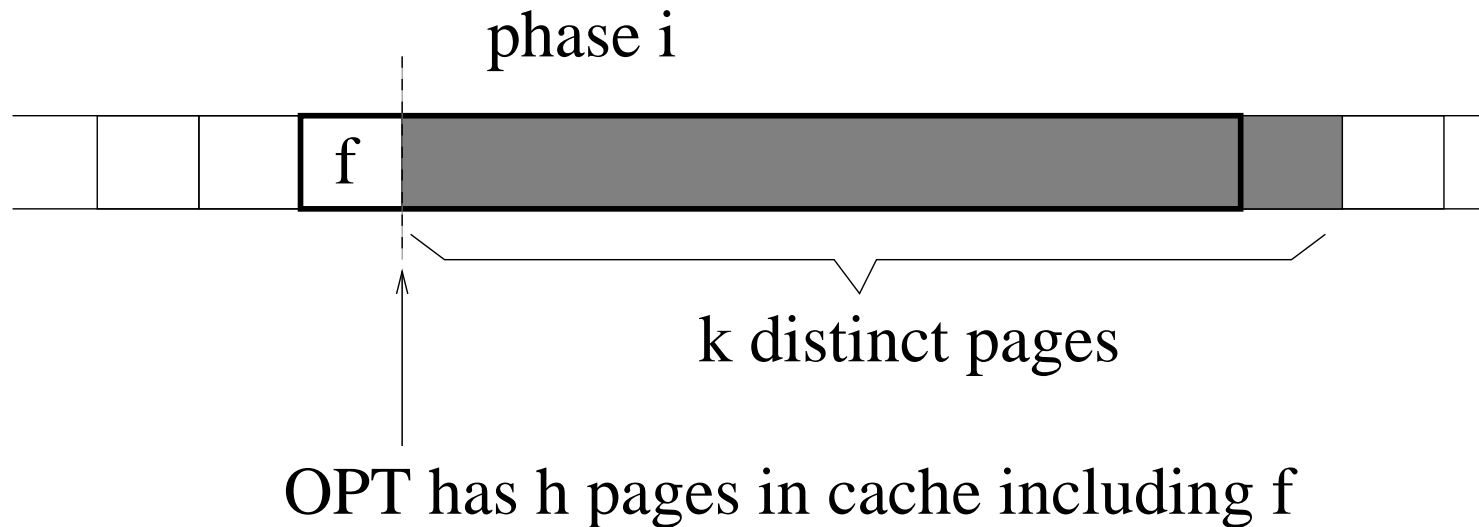 phase i
f
k distinct pages
OPT has h pages in cache including f